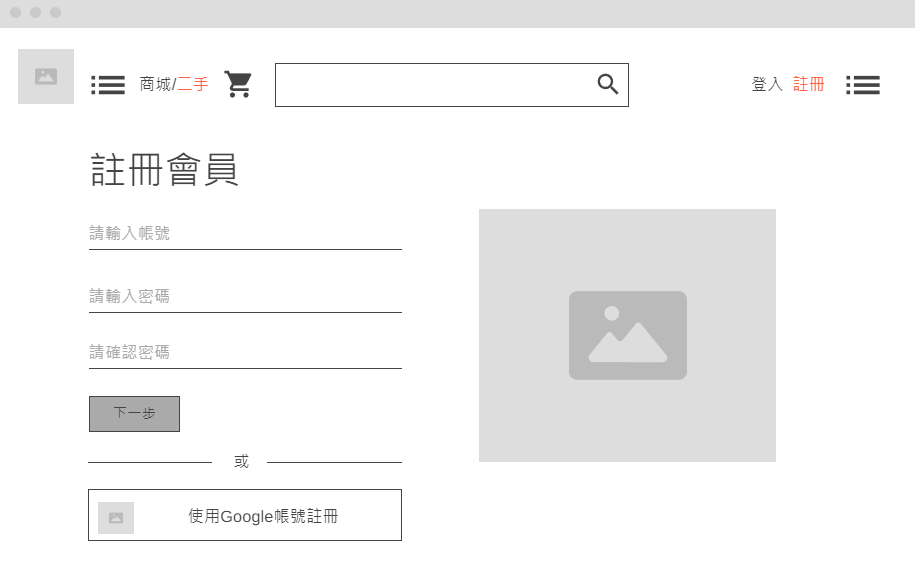 商城/二手
登入 註冊
註冊會員
請輸入帳號
請輸入密碼
請確認密碼
下一步
或
使用Google帳號註冊